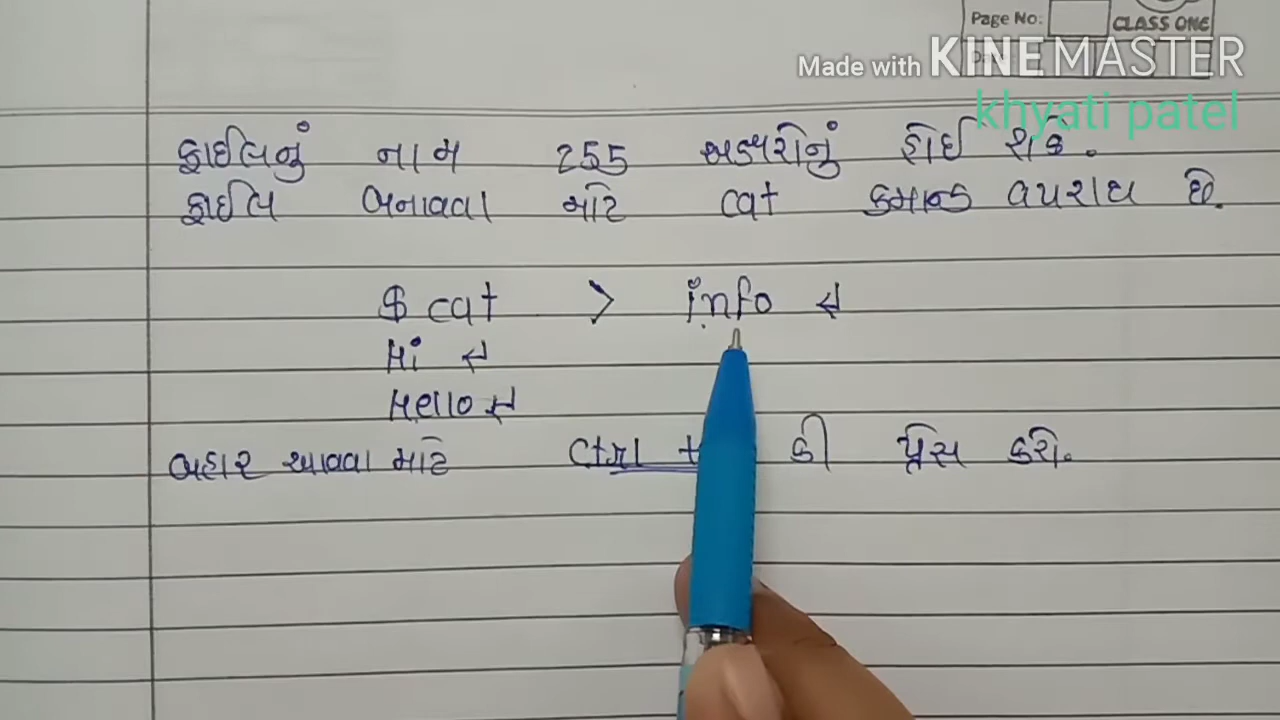 Page No:
CLASS ONE
Made with KINEMASTER
khyati patel
ફાઈલનું નામ 255 અક્ષરોનું હોઈ શકે.
ફાઈલ બનાવવા માટે cat કમાન્ડ વપરાય છે.
$ cat > info ↵
Hi ↵
Hello ↵
બહાર આવવા માટે Ctrl + કી પ્રેસ કરો.